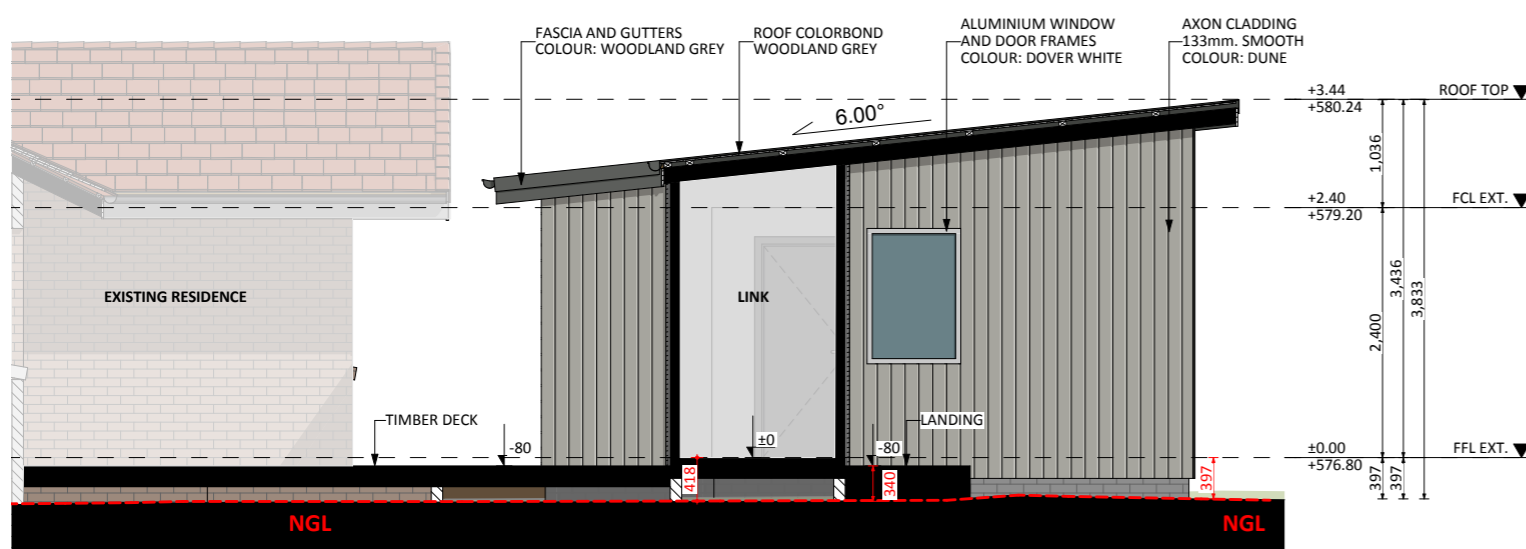 FASCIA AND GUTTERS
COLOUR: WOODLAND GREY
ROOF COLORBOND
WOODLAND GREY
ALUMINIUM WINDOW
AND DOOR FRAMES
COLOUR: DOVER WHITE
AXON CLADDING
133mm. SMOOTH
COLOUR: DUNE
+3.44
+580.24
ROOF TOP
6.00°
1,036
+2.40
+579.20
FCL EXT.
2,400
3,436
3,833
EXISTING RESIDENCE
LINK
TIMBER DECK
-80
±0
-80
LANDING
±0.00
+576.80
FFL EXT.
418
340
397
397
397
NGL
NGL